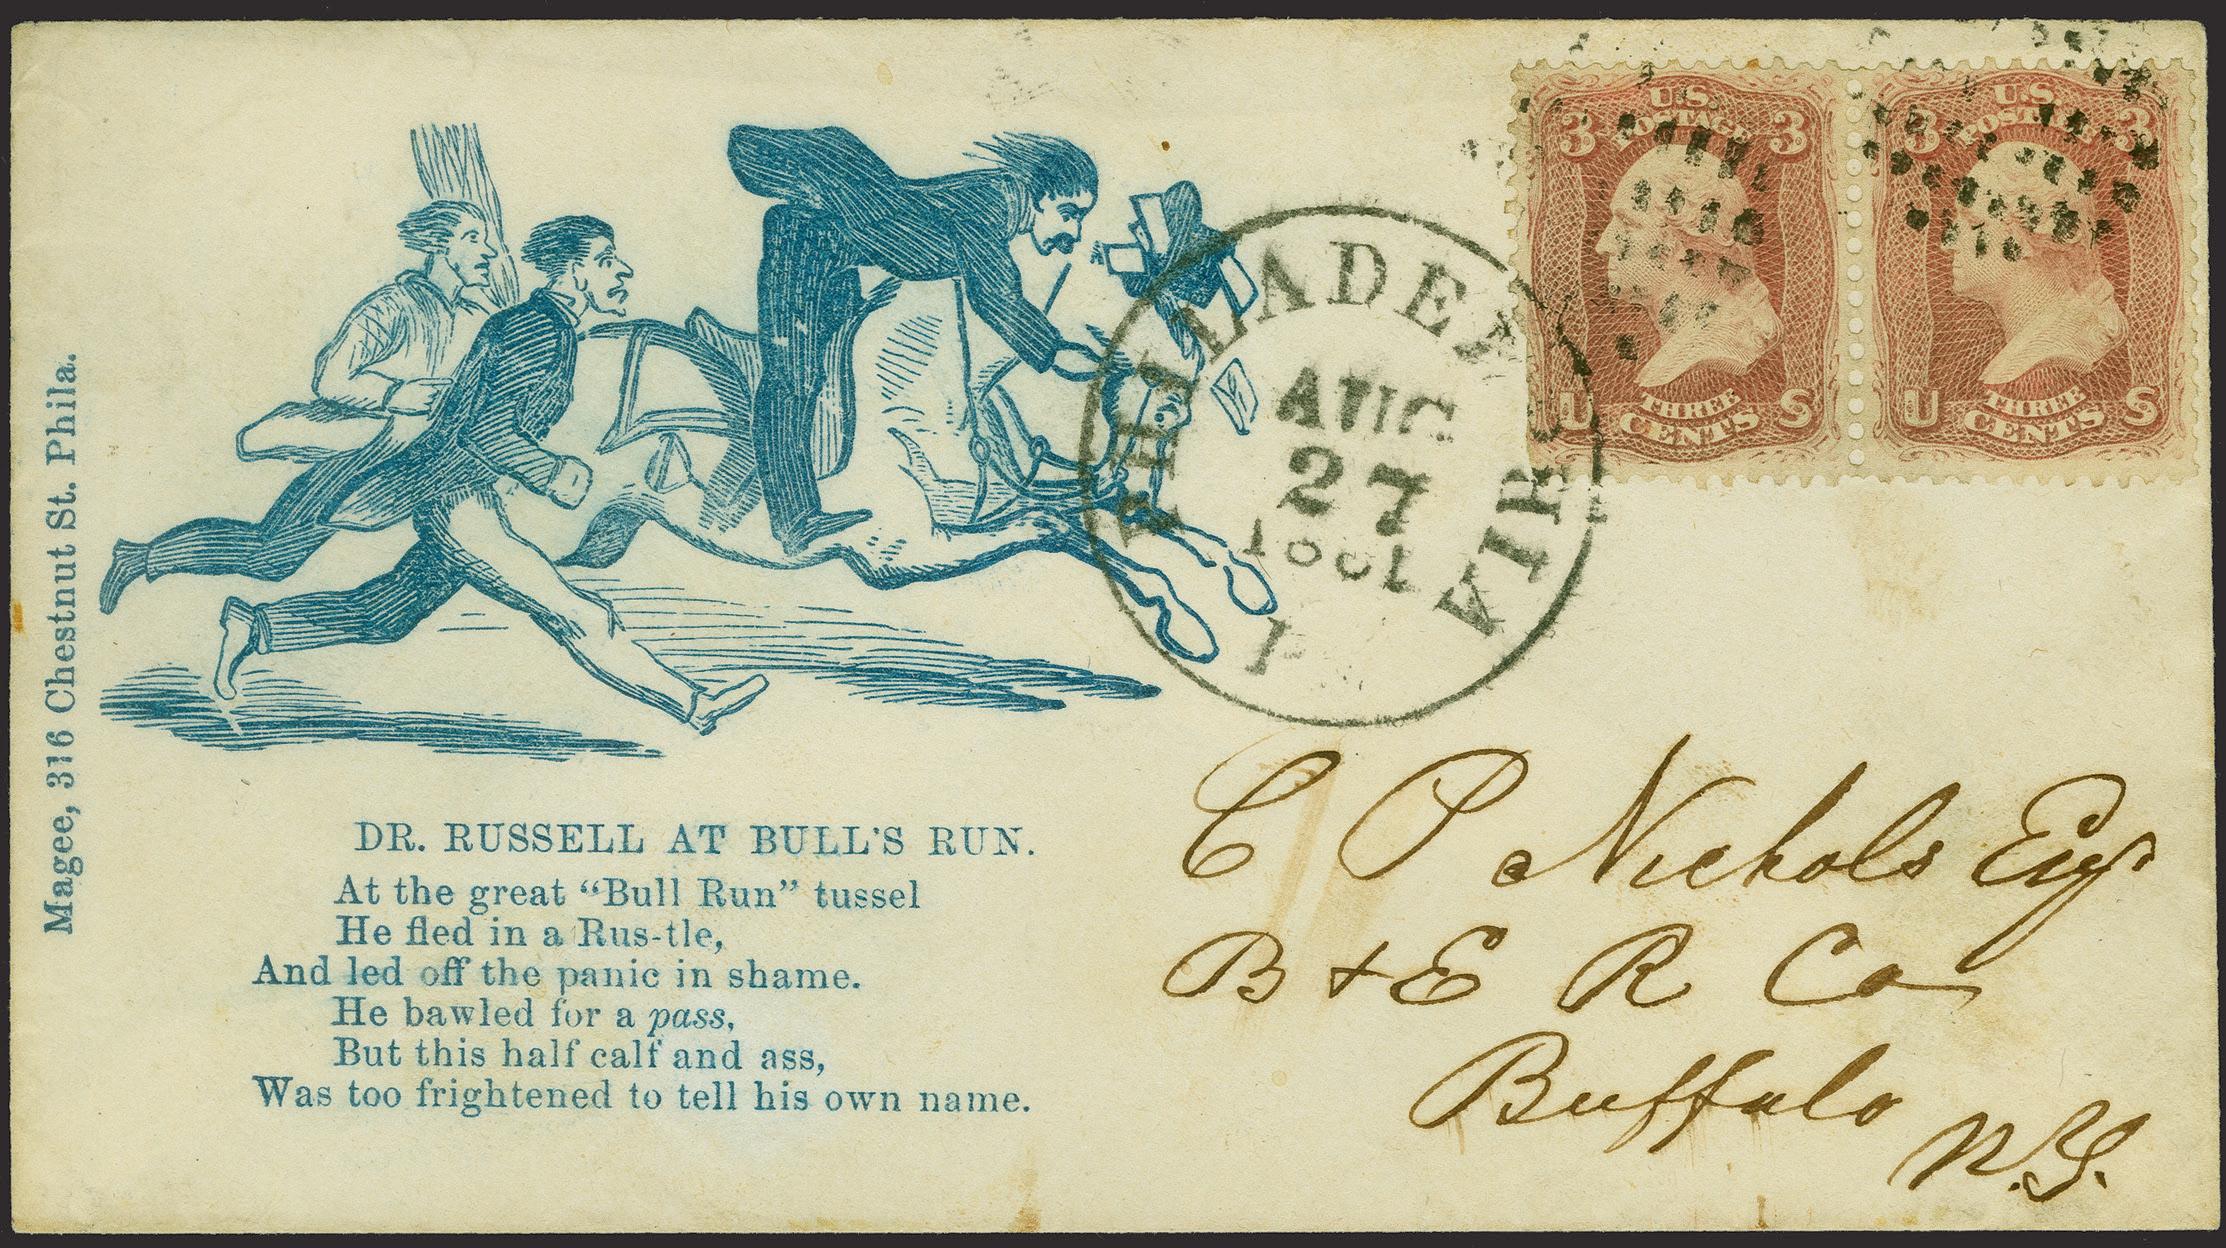 Magee, 316 Chestnut St. Phila.
DR. RUSSELL AT BULL'S RUN.
At the great “Bull Run” tussel
He fled in a Rus-tle,
And led off the panic in shame.
He bawled for a pass,
But this half calf and ass,
Was too frightened to tell his own name.
PHILADELPHIA
AUG
27
1861
P
U.S. POSTAGE
3 3
U THREE CENTS S
U.S. POSTAGE
3 3
U THREE CENTS S
C P Nichols Esqr
B + E R Co
Buffalo
N.Y.